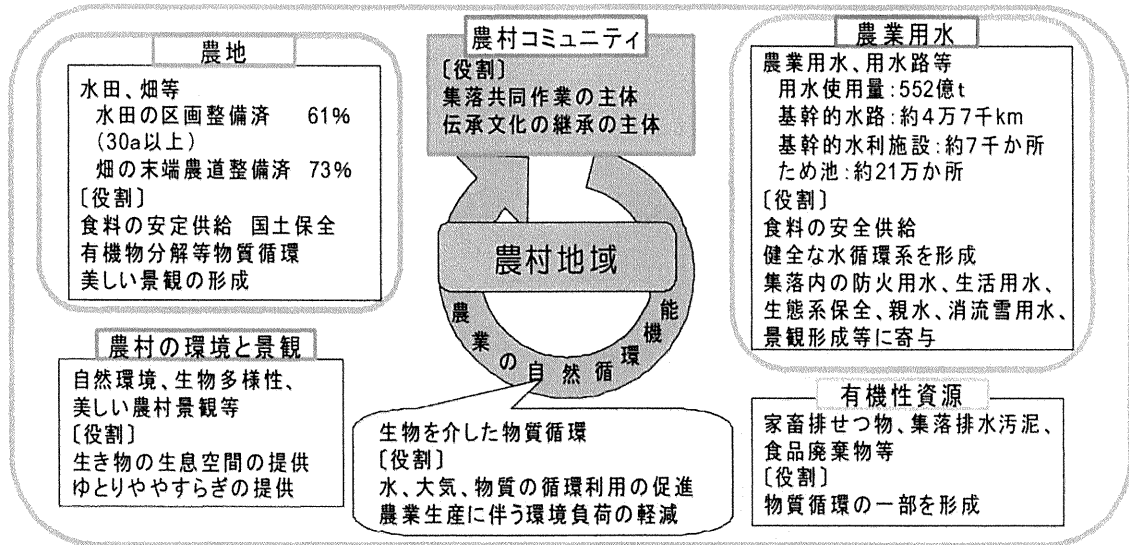 農地
水田、畑等
水田の区画整備済 61%
(30a以上)
畑の末端農道整備済 73%
〔役割〕
食料の安定供給 国土保全
有機物分解等物質循環
美しい景観の形成
農村コミュニティ
〔役割〕
集落共同作業の主体
伝承文化の継承の主体
農業用水
農業用水、用水路等
用水使用量:552億t
基幹的水路:約4万7千km
基幹的水利施設:約7千か所
ため池:約21万か所
〔役割〕
食料の安全供給
健全な水循環系を形成
集落内の防火用水、生活用水、
生態系保全、親水、消流雪用水、
景観形成等に寄与
農村地域
農業の自然循環機能
農村の環境と景観
自然環境、生物多様性、
美しい農村景観等
〔役割〕
生き物の生息空間の提供
ゆとりややすらぎの提供
生物を介した物質循環
〔役割〕
水、大気、物質の循環利用の促進
農業生産に伴う環境負荷の軽減
有機性資源
家畜排せつ物、集落排水汚泥、
食品廃棄物等
〔役割〕
物質循環の一部を形成